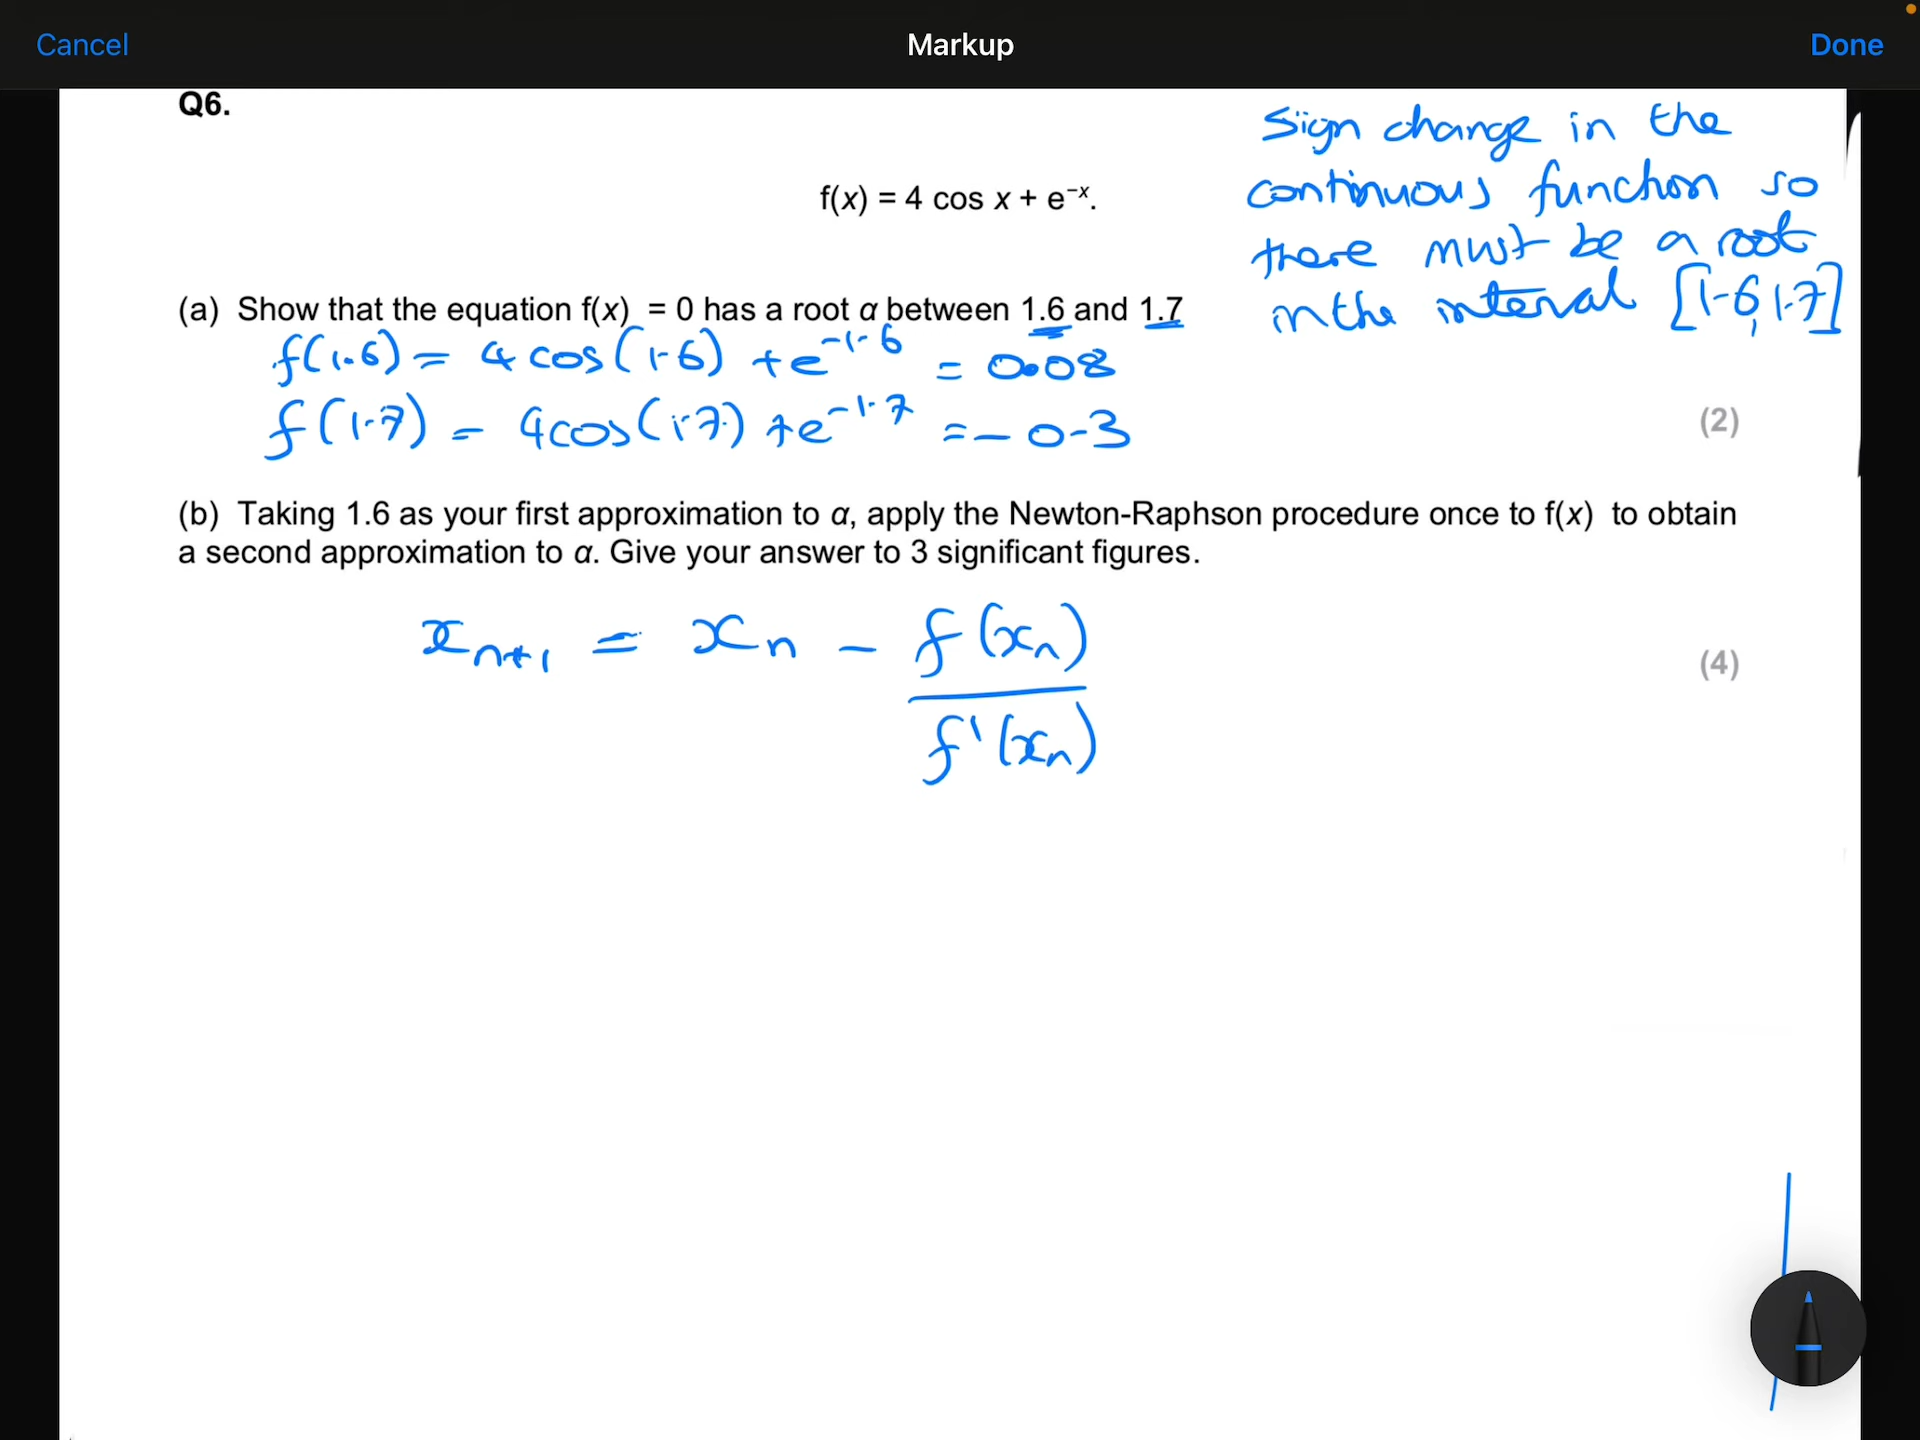 Cancel Markup Done
Q6.
f(x) = 4 cos x + e⁻ˣ.
Sign change in the
continuous function so
there must be a root
in the interval [1.6, 1.7]
(a) Show that the equation f(x) = 0 has a root α between 1.6 and 1.7
f(1.6) = 4 cos(1.6) + e^-1.6 = 0.08
f(1.7) = 4cos(1.7) + e^-1.7 = -0.3
(2)
(b) Taking 1.6 as your first approximation to α, apply the Newton-Raphson procedure once to f(x) to obtain
a second approximation to α. Give your answer to 3 significant figures.
xₙ₊₁ = xₙ - f(xₙ)
f'(xₙ)
(4)